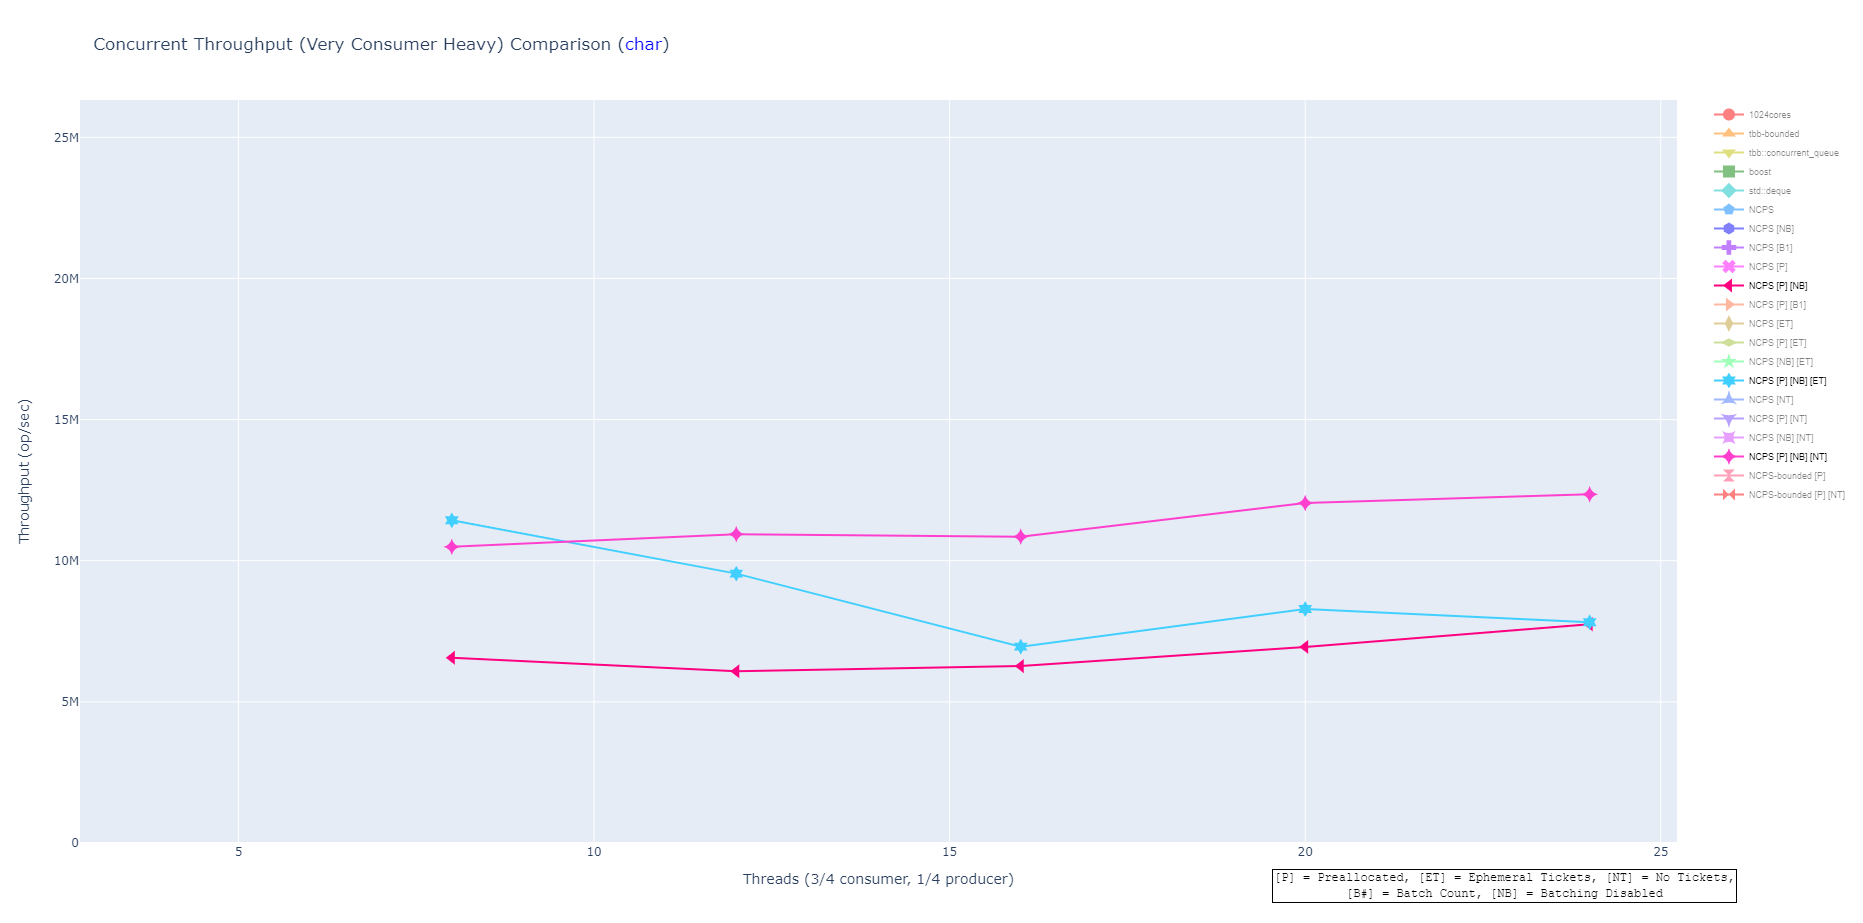 Concurrent Throughput (Very Consumer Heavy) Comparison (char)
25M
20M
15M
10M
5M
0
Throughput (op/sec)
5 10 15 20 25
Threads (3/4 consumer, 1/4 producer)
1024cores
tbb-bounded
tbb::concurrent_queue
boost
std::deque
NCPS
NCPS [NB]
NCPS [B1]
NCPS [P]
NCPS [P] [NB]
NCPS [P] [B1]
NCPS [ET]
NCPS [P] [ET]
NCPS [NB] [ET]
NCPS [P] [NB] [ET]
NCPS [NT]
NCPS [P] [NT]
NCPS [NB] [NT]
NCPS [P] [NB] [NT]
NCPS-bounded [P]
NCPS-bounded [P] [NT]
[P] = Preallocated, [ET] = Ephemeral Tickets, [NT] = No Tickets,
[B#] = Batch Count, [NB] = Batching Disabled